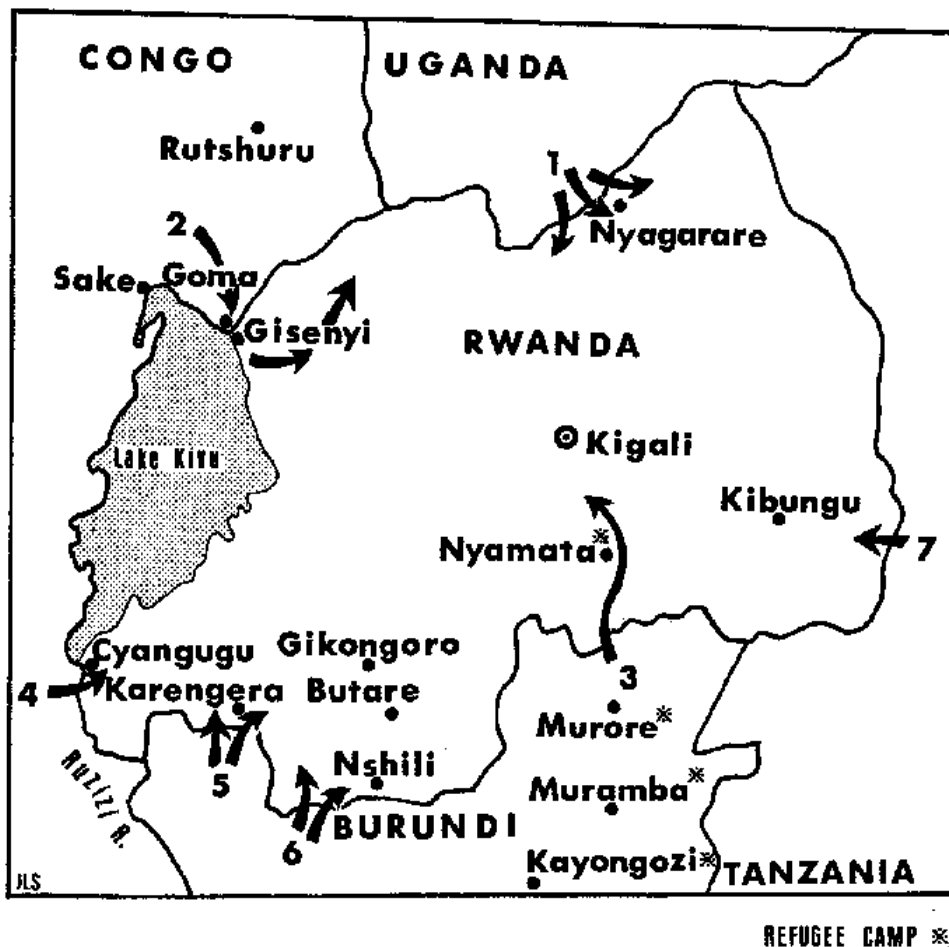 CONGO
UGANDA
Rutshuru
1
Nyagarare
2
Sake
Goma
Gisenyi
RWANDA
Lake Kivu
Kigali
Kibungu
Nyamata※
7
Cyangugu
Gikongoro
4
Karengera
Butare
3
Murore※
5
Nshili
Ruzizi R.
Muramba※
6
BURUNDI
Kayongozi※
TANZANIA
JLS
REFUGEE CAMP ※